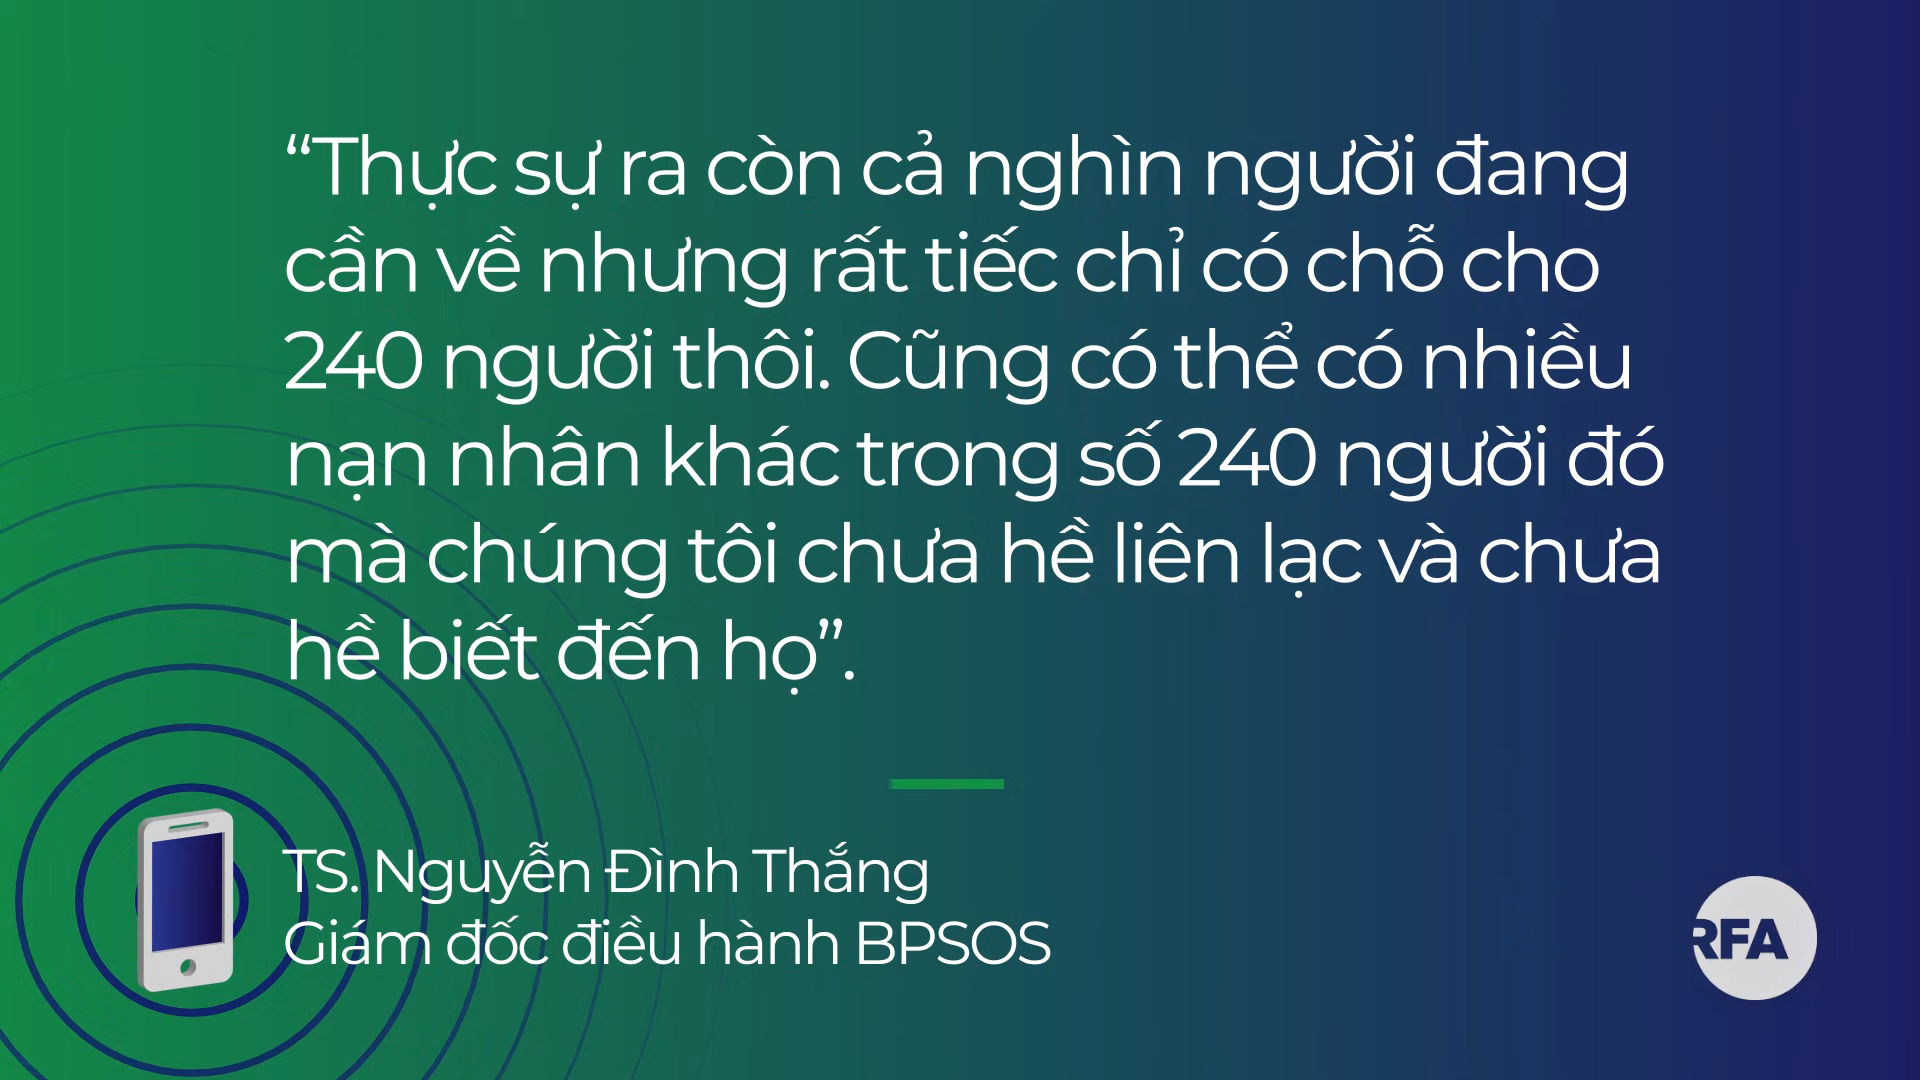 “Thực sự ra còn cả nghìn người đang
cần về nhưng rất tiếc chỉ có chỗ cho
240 người thôi. Cũng có thể có nhiều
nạn nhân khác trong số 240 người đó
mà chúng tôi chưa hề liên lạc và chưa
hề biết đến họ”.
TS. Nguyễn Đình Thắng
Giám đốc điều hành BPSOS
RFA